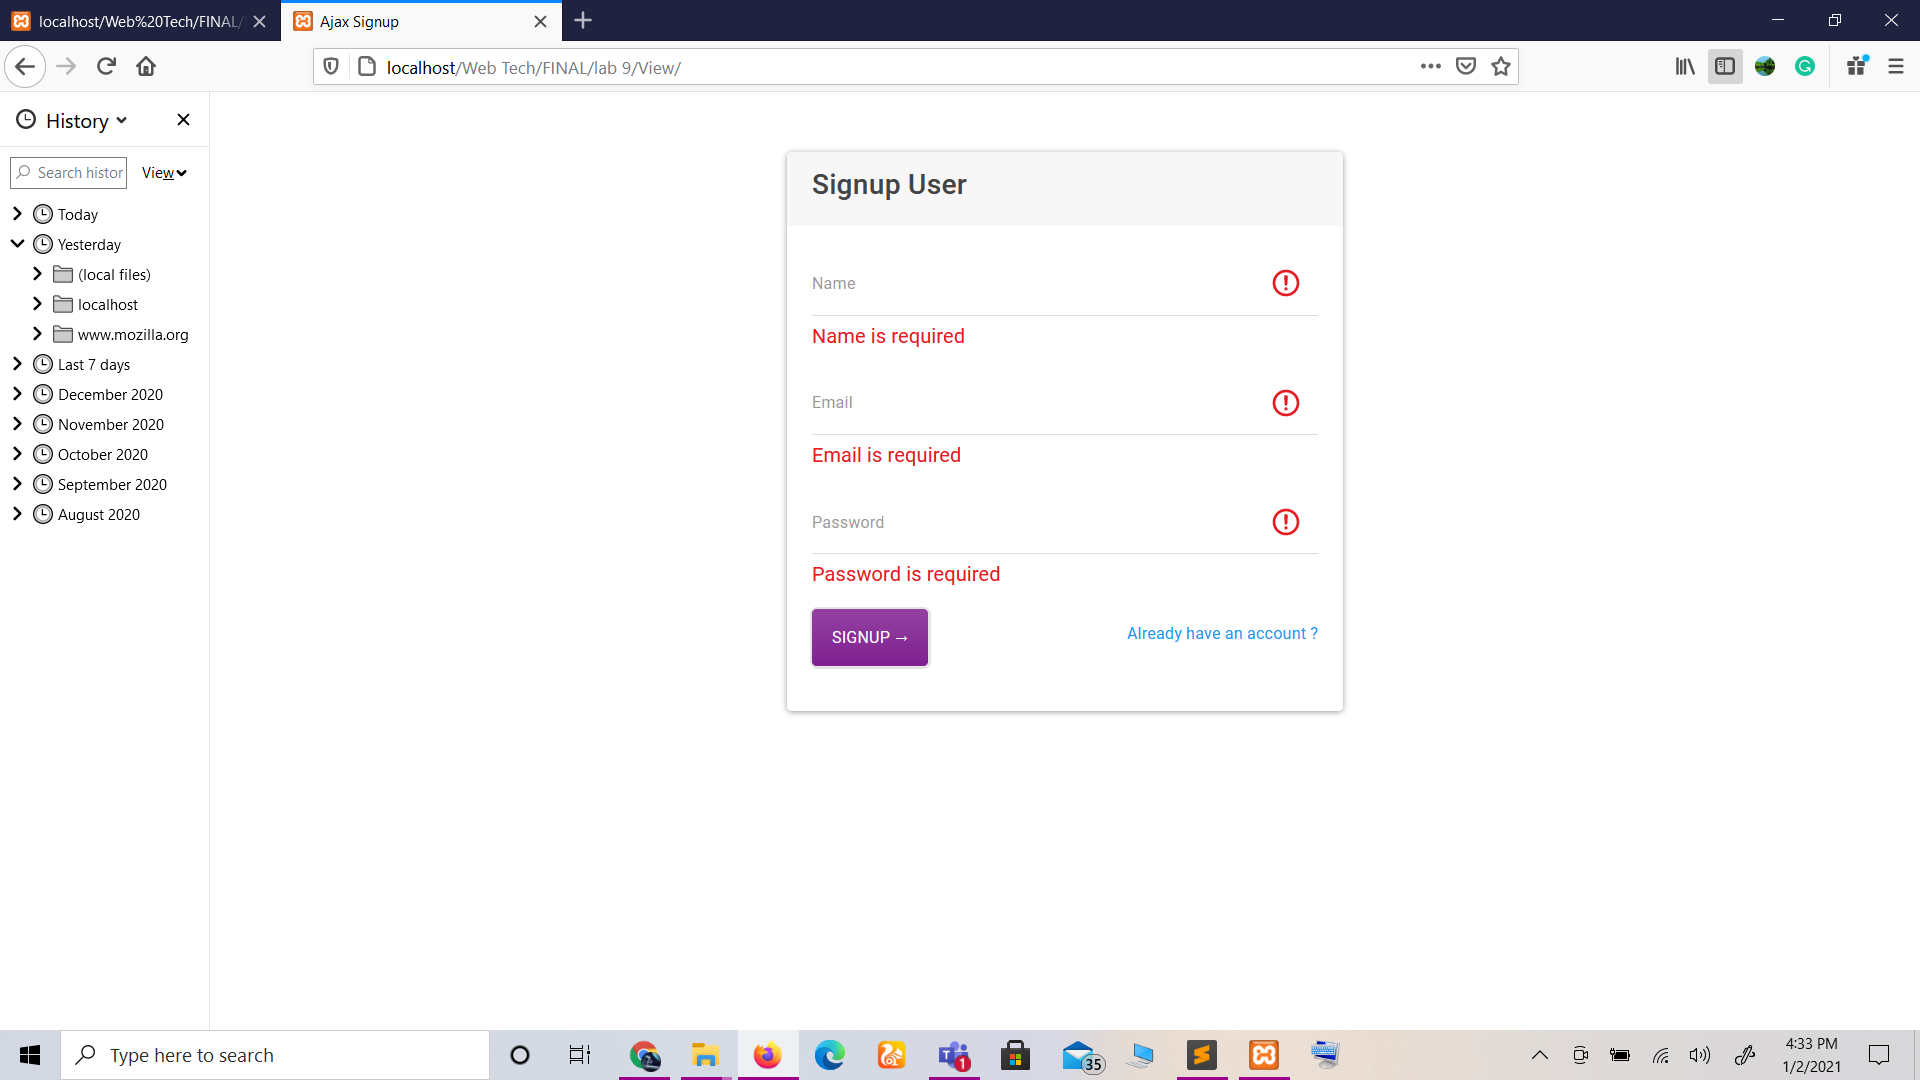 localhost/Web%20Tech/FINAL/
Ajax Signup
localhost/Web Tech/FINAL/lab 9/View/
History
Search histor
View
Today
Yesterday
(local files)
localhost
www.mozilla.org
Last 7 days
December 2020
November 2020
October 2020
September 2020
August 2020
Signup User
Name
Name is required
Email
Email is required
Password
Password is required
SIGNUP →
Already have an account ?
Type here to search
2
T
1
35
4:33 PM
1/2/2021